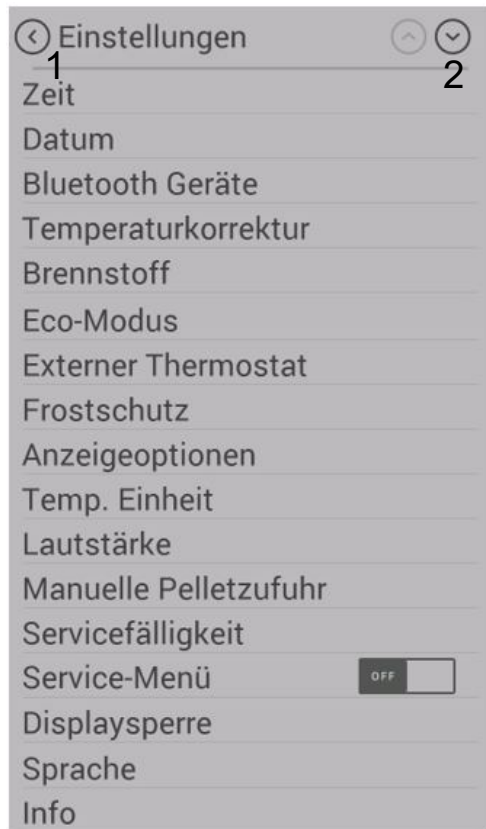 Einstellungen
1
2
Zeit
Datum
Bluetooth Geräte
Temperaturkorrektur
Brennstoff
Eco-Modus
Externer Thermostat
Frostschutz
Anzeigeoptionen
Temp. Einheit
Lautstärke
Manuelle Pelletzufuhr
Servicefälligkeit
Service-Menü OFF
Displaysperre
Sprache
Info